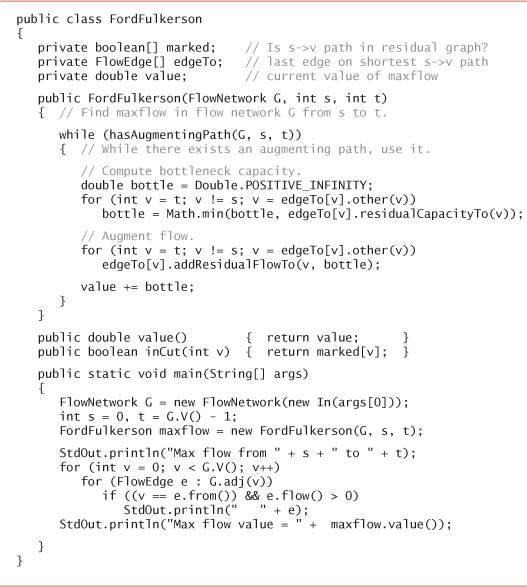 public class FordFulkerson
{
private boolean[] marked; // Is s->v path in residual graph?
private FlowEdge[] edgeTo; // last edge on shortest s->v path
private double value; // current value of maxflow
public FordFulkerson(FlowNetwork G, int s, int t)
{ // Find maxflow in flow network G from s to t.
while (hasAugmentingPath(G, s, t))
{ // While there exists an augmenting path, use it.
// Compute bottleneck capacity.
double bottle = Double.POSITIVE_INFINITY;
for (int v = t; v != s; v = edgeTo[v].other(v))
bottle = Math.min(bottle, edgeTo[v].residualCapacityTo(v));
// Augment flow.
for (int v = t; v != s; v = edgeTo[v].other(v))
edgeTo[v].addResidualFlowTo(v, bottle);
value += bottle;
}
}
public double value() { return value; }
public boolean inCut(int v) { return marked[v]; }
public static void main(String[] args)
{
FlowNetwork G = new FlowNetwork(new In(args[0]));
int s = 0, t = G.V() - 1;
FordFulkerson maxflow = new FordFulkerson(G, s, t);
StdOut.println("Max flow from " + s + " to " + t);
for (int v = 0; v < G.V(); v++)
for (FlowEdge e : G.adj(v))
if ((v == e.from()) && e.flow() > 0)
StdOut.println("   " + e);
StdOut.println("Max flow value = " +  maxflow.value());
}
}